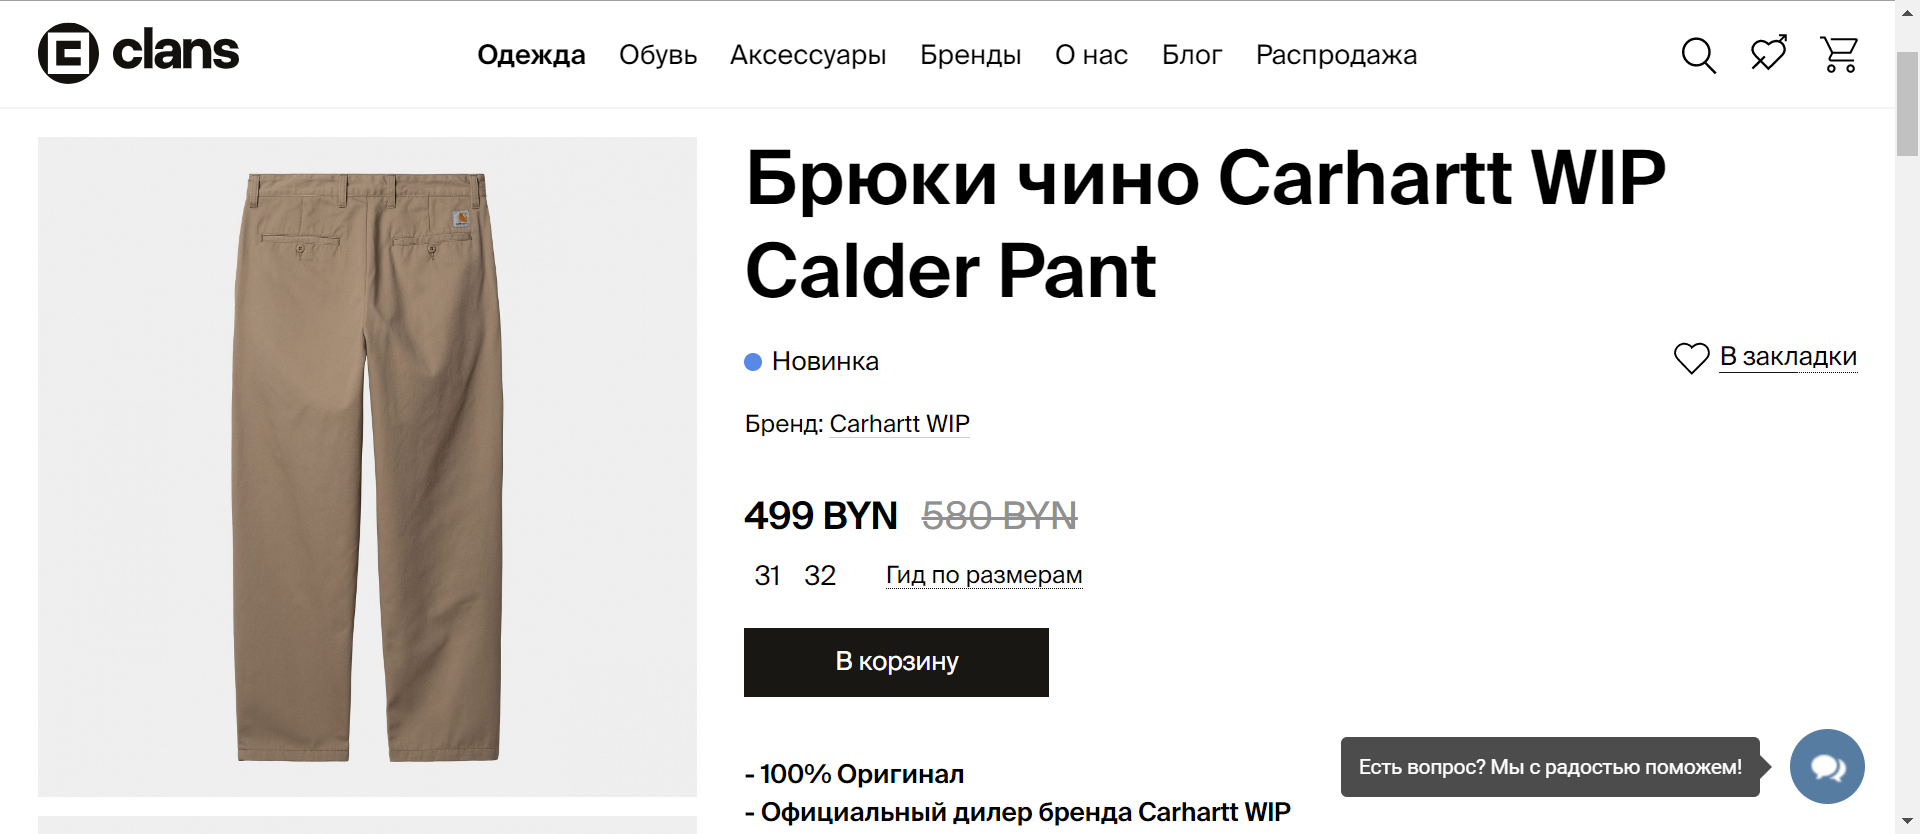 clans
Одежда Обувь Аксессуары Бренды О нас Блог Распродажа
Брюки чино Carhartt WIP
Calder Pant
Новинка
В закладки
Бренд: Carhartt WIP
499 BYN 580 BYN
31 32 Гид по размерам
В корзину
- 100% Оригинал
- Официальный дилер бренда Carhartt WIP
Есть вопрос? Мы с радостью поможем!